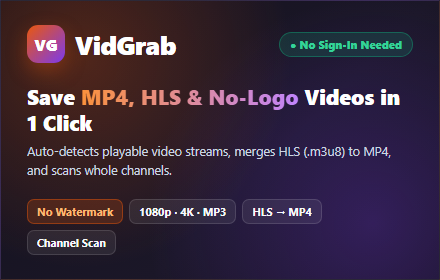 VG VidGrab
● No Sign-In Needed
Save MP4, HLS & No-Logo Videos in
1 Click
Auto-detects playable video streams, merges HLS (.m3u8) to MP4,
and scans whole channels.
No Watermark 1080p · 4K · MP3 HLS → MP4
Channel Scan